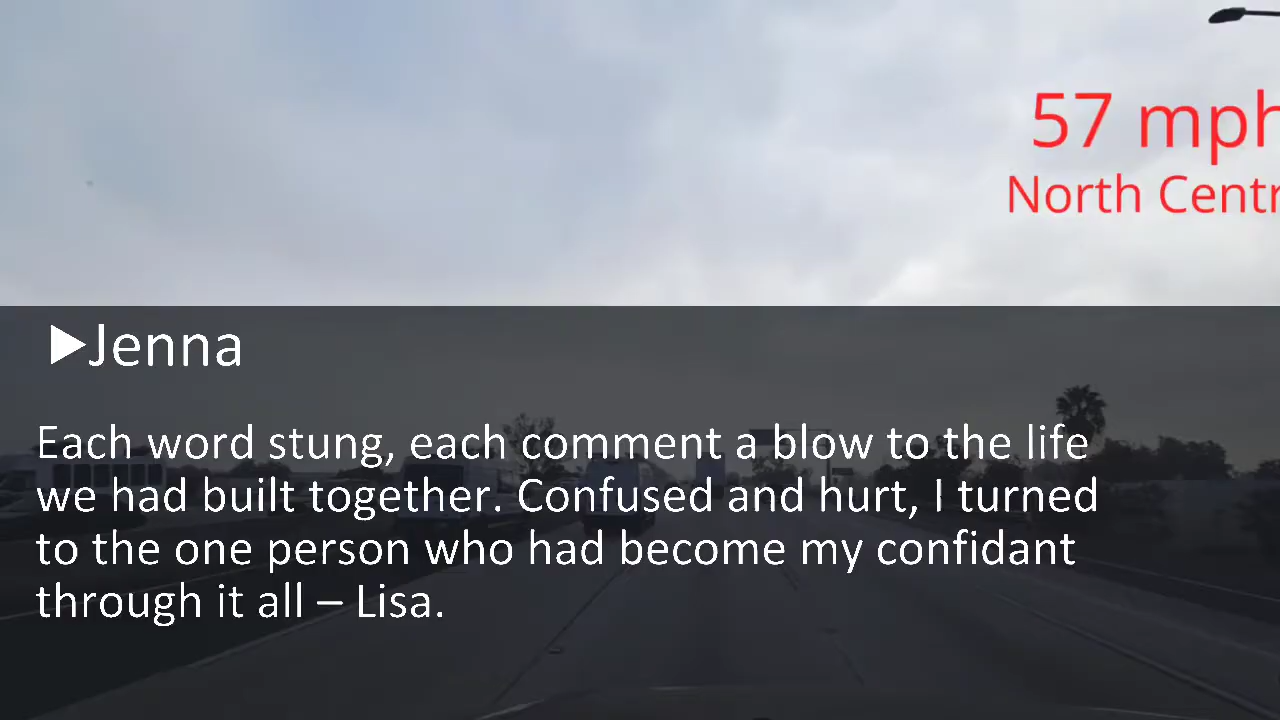 57 mph
North Centr
▶Jenna
Each word stung, each comment a blow to the life
we had built together. Confused and hurt, I turned
to the one person who had become my confidant
through it all – Lisa.